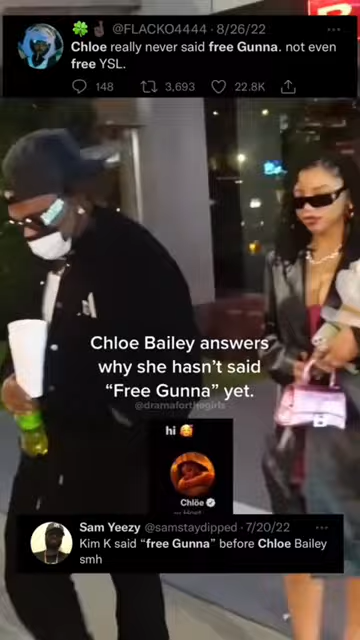 🍀☝🏿 @FLACKO4444 · 8/26/22 ···
Chloe really never said free Gunna. not even
free YSL.
148 3,693 22.8K
Chloe Bailey answers
why she hasn't said
“Free Gunna” yet.
@dramaforthegirls
hi 🥰
Chlöe
Host
Sam Yeezy @samstaydipped · 7/20/22 ···
Kim K said “free Gunna” before Chloe Bailey
smh